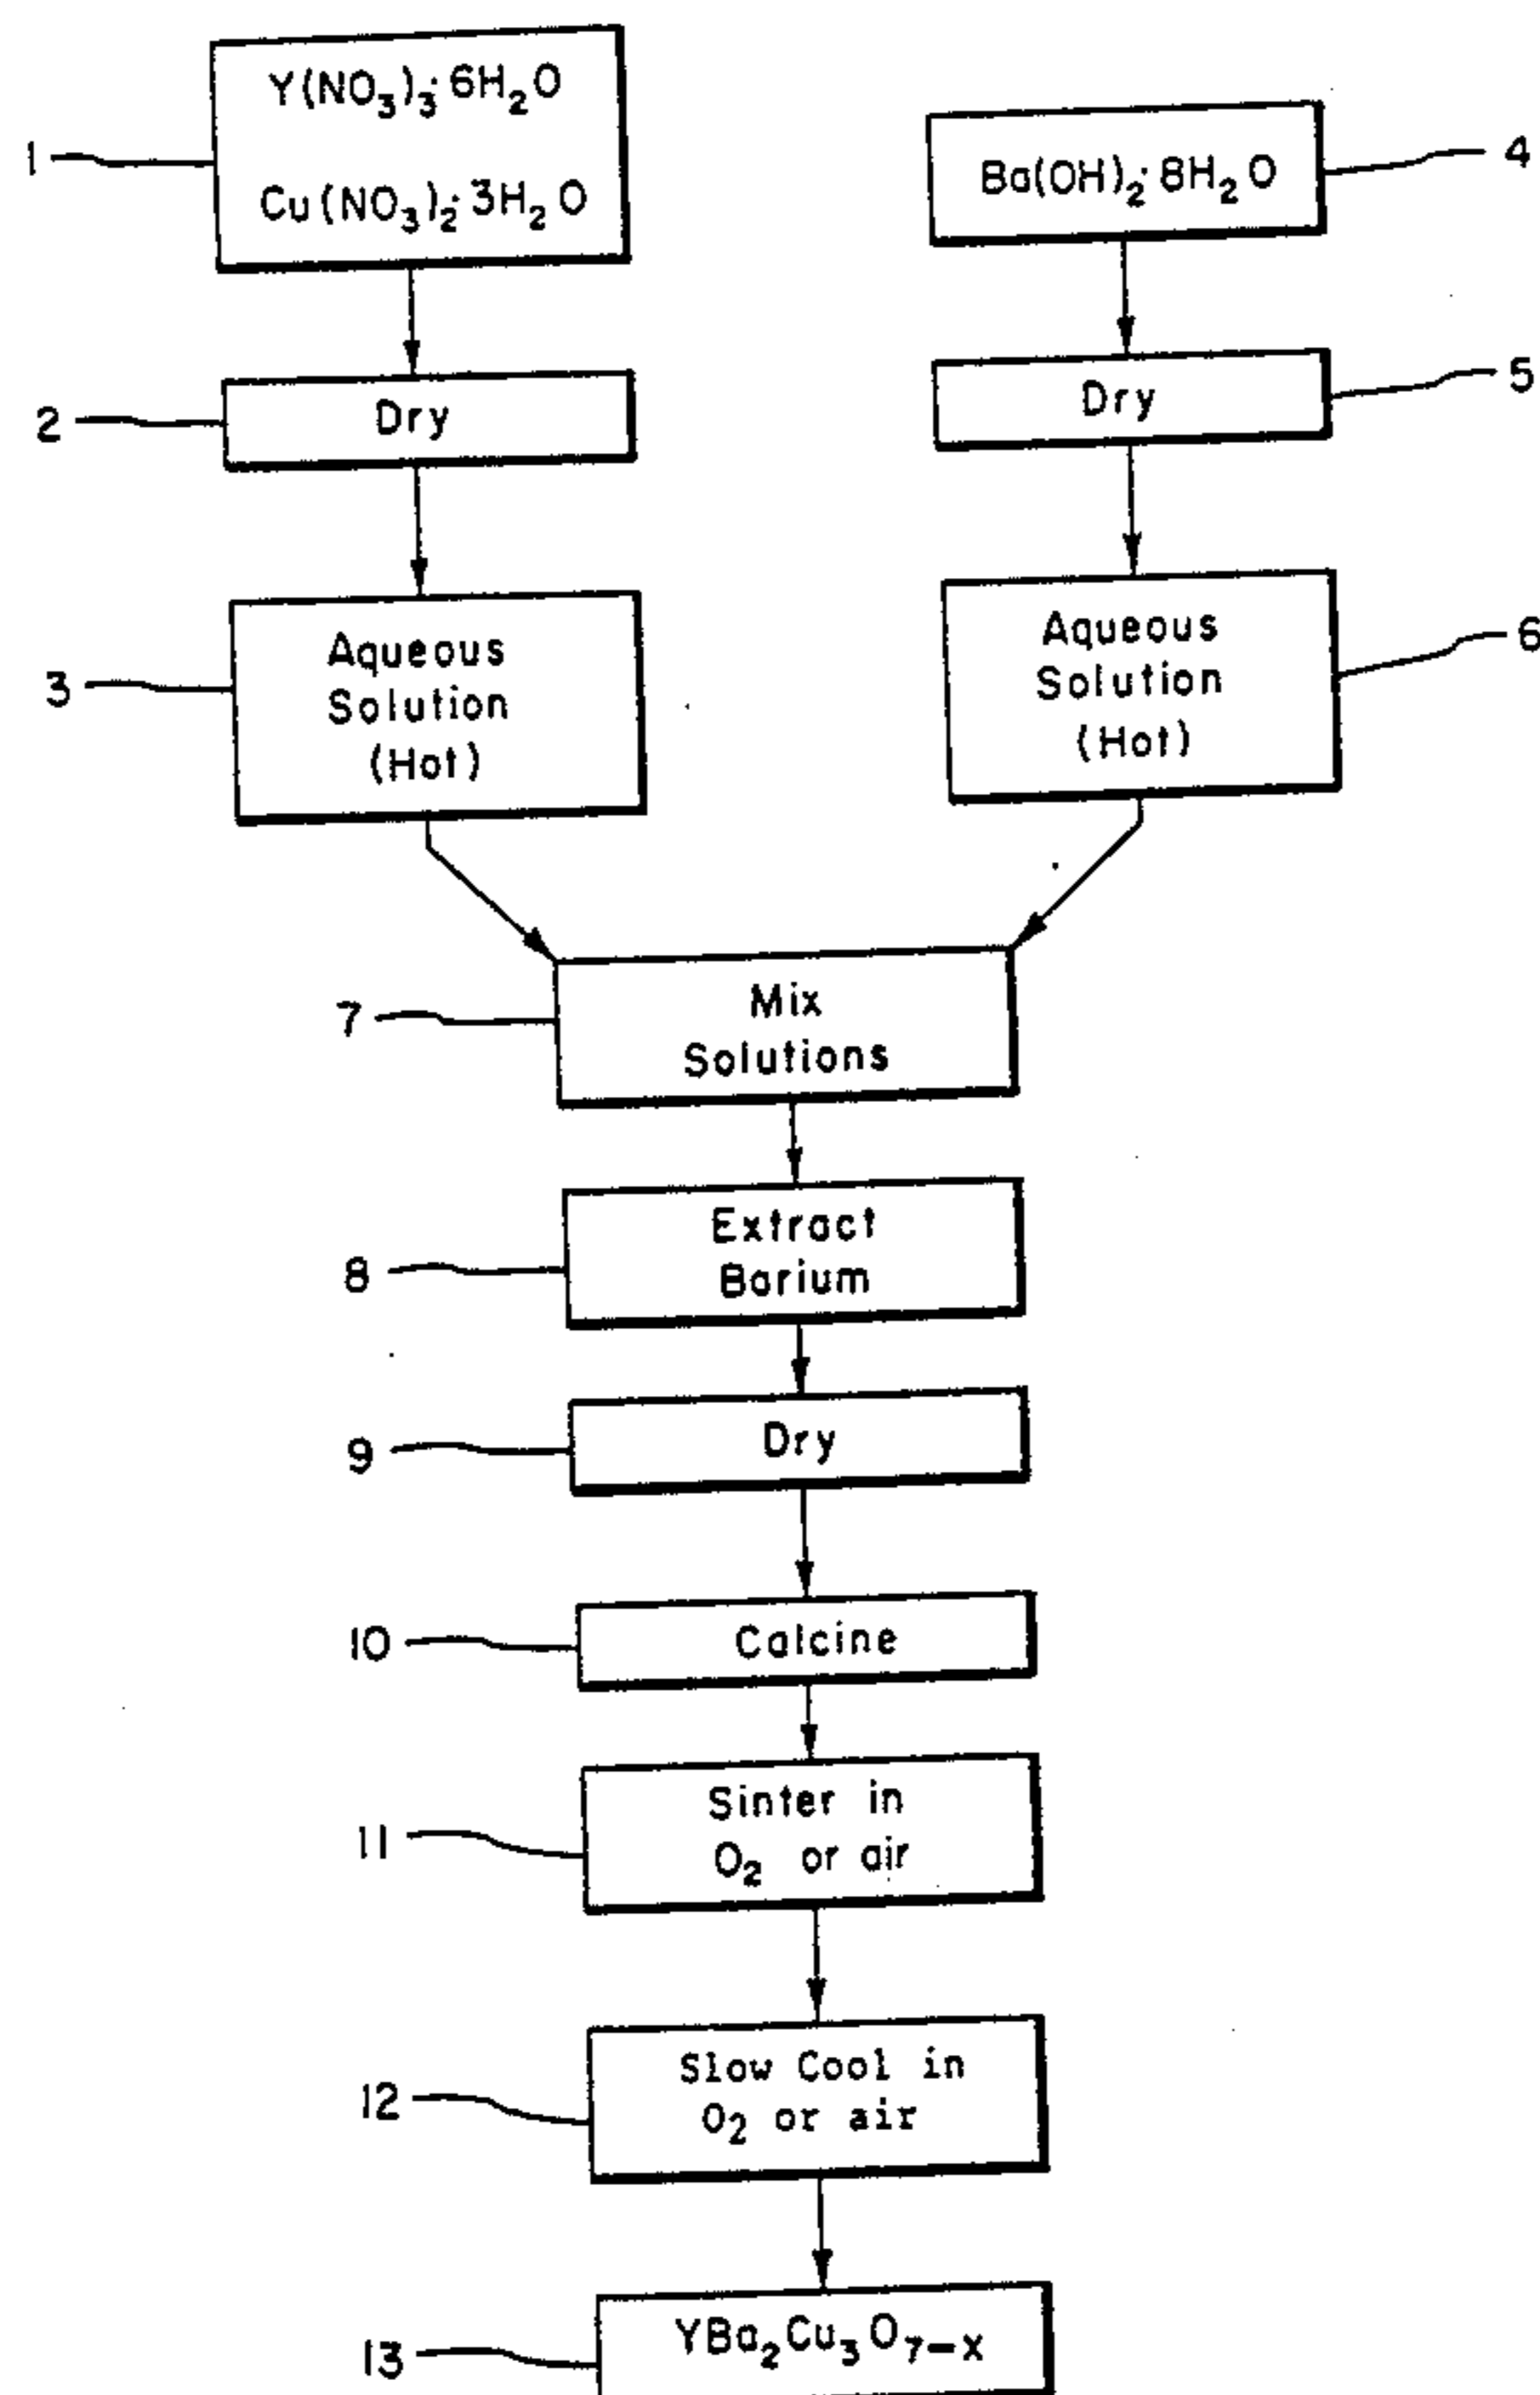 Y(NO₃)₃·6H₂O
1
Cu(NO₃)₂·3H₂O
Ba(OH)₂·8H₂O
4
2
Dry
Dry
5
3
Aqueous
Solution
(Hot)
Aqueous
Solution
(Hot)
6
7
Mix
Solutions
8
Extract
Barium
9
Dry
10
Calcine
11
Sinter in
O₂ or air
12
Slow Cool in
O₂ or air
13
YBa₂Cu₃O₇₋ₓ